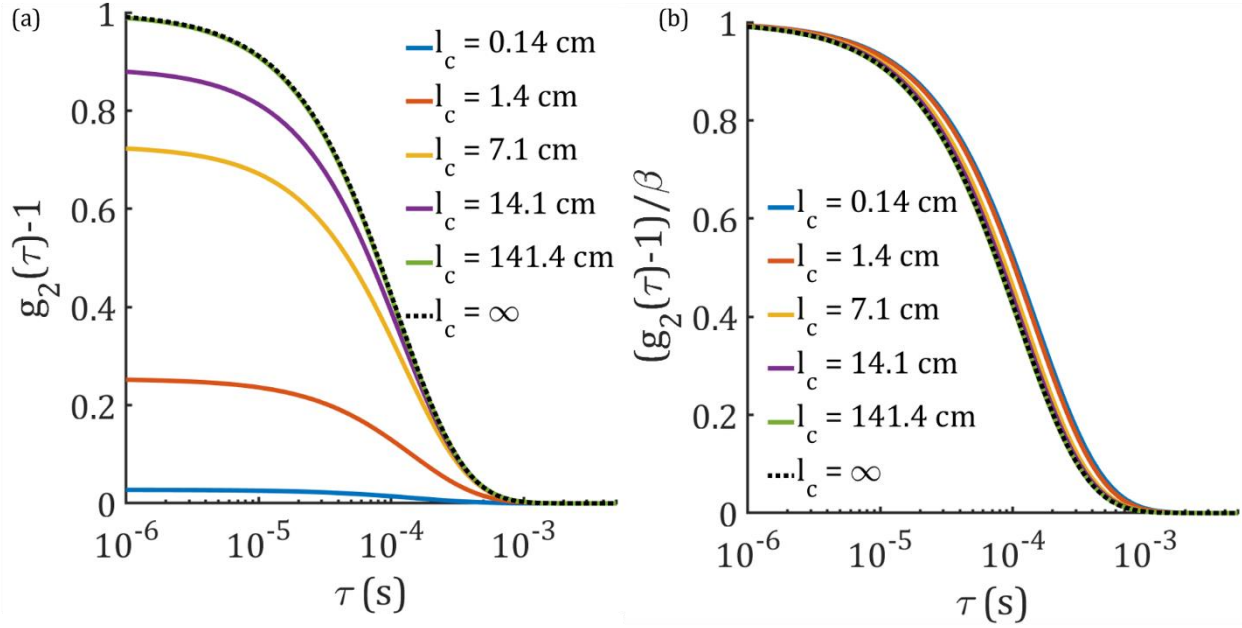 (a)
1
0.8
0.6
0.4
0.2
0
g₂(τ)-1
l_c = 0.14 cm
l_c = 1.4 cm
l_c = 7.1 cm
l_c = 14.1 cm
l_c = 141.4 cm
l_c = ∞
10⁻⁶ 10⁻⁵ 10⁻⁴ 10⁻³
τ (s)
(b)
1
0.8
0.6
0.4
0.2
0
(g₂(τ)-1)/β
l_c = 0.14 cm
l_c = 1.4 cm
l_c = 7.1 cm
l_c = 14.1 cm
l_c = 141.4 cm
l_c = ∞
10⁻⁶ 10⁻⁵ 10⁻⁴ 10⁻³
τ (s)